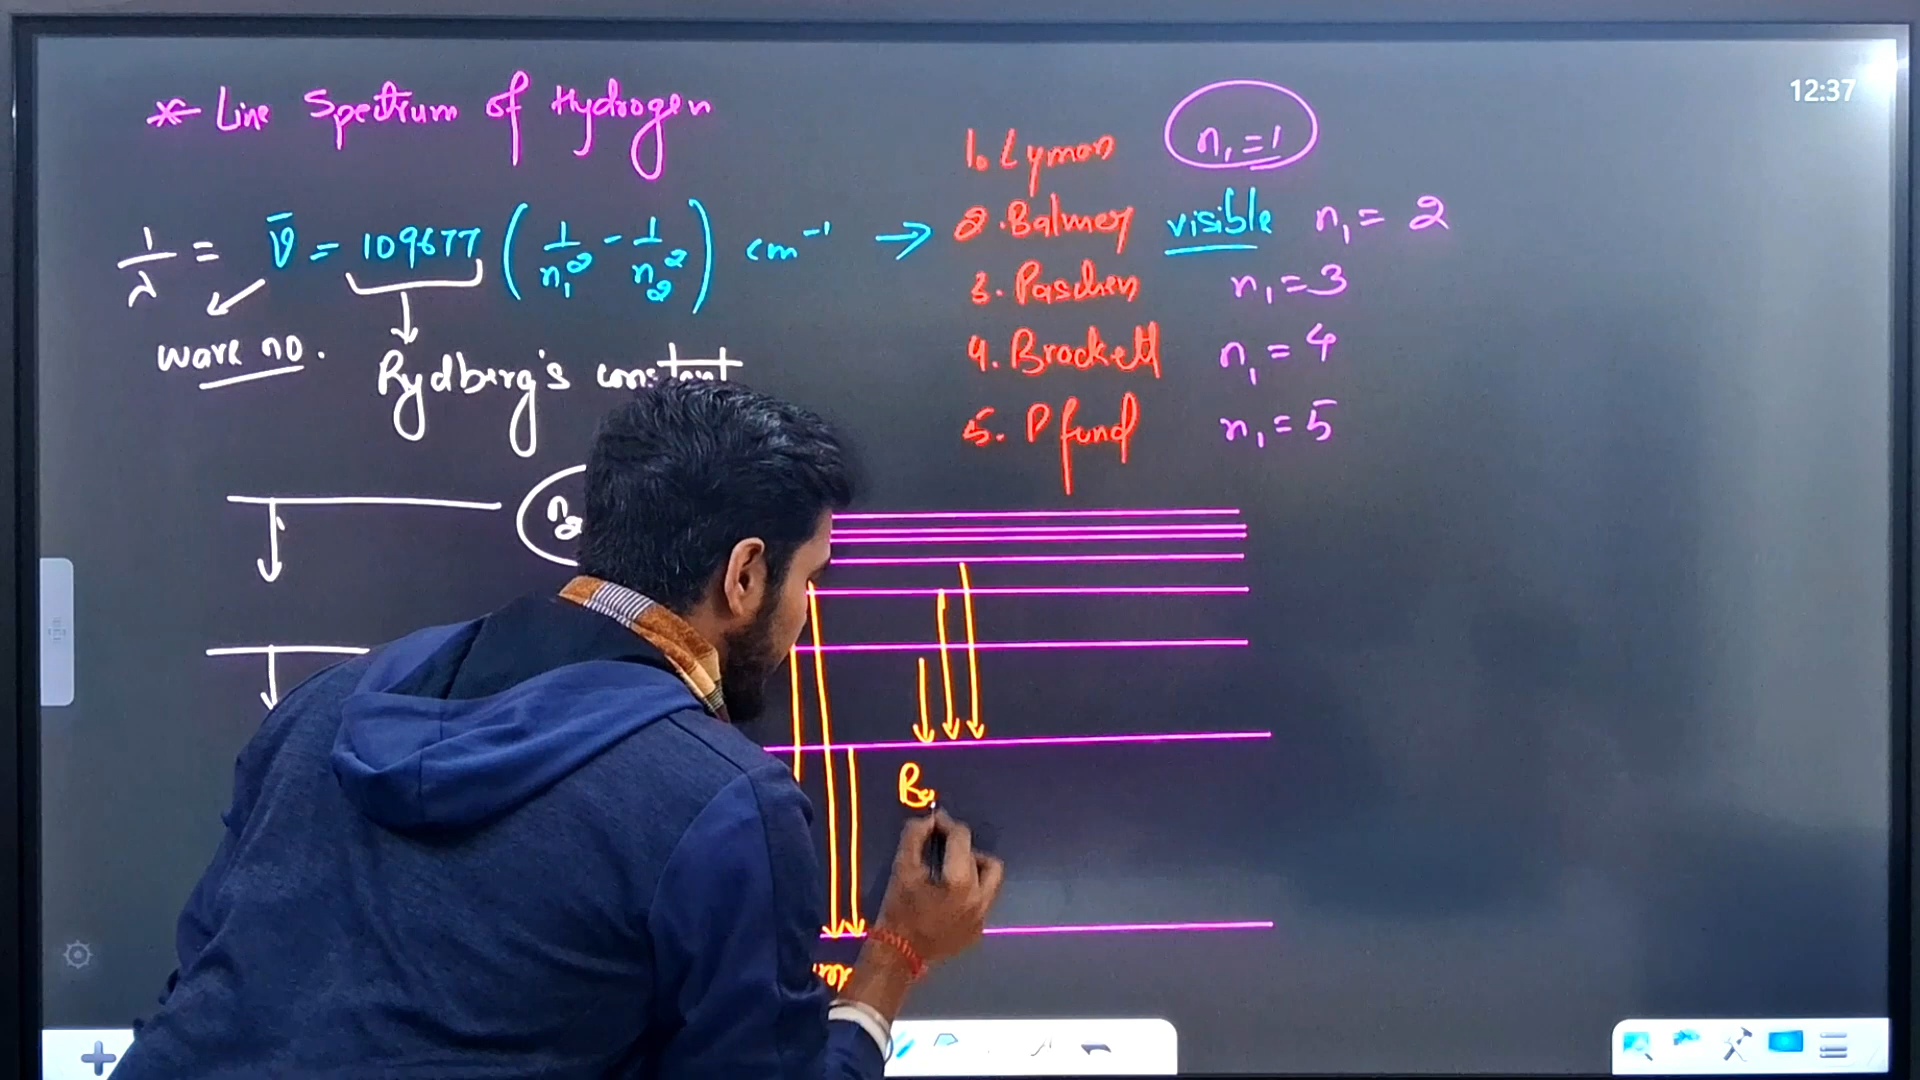 * Line Spectrum of Hydrogen
12:37
1/λ = ν̄ = 109677 (1/n₁² - 1/n₂²) cm⁻¹ →
wave no.
Rydberg's constant
1. Lyman n₁=1
2. Balmer visible n₁= 2
3. Paschen n₁=3
4. Brackett n₁=4
5. Pfund n₁=5
n₂
Ba